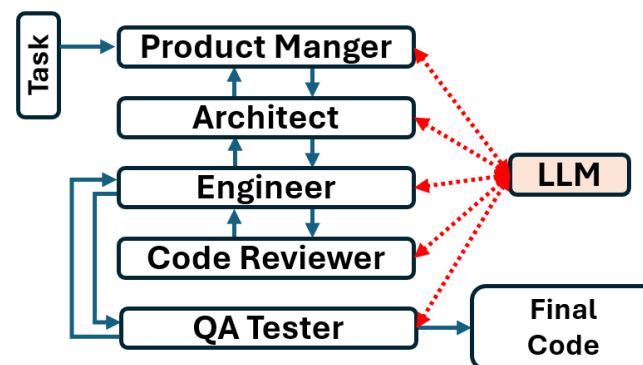 Task
Product Manger
Architect
Engineer
LLM
Code Reviewer
QA Tester
Final
Code